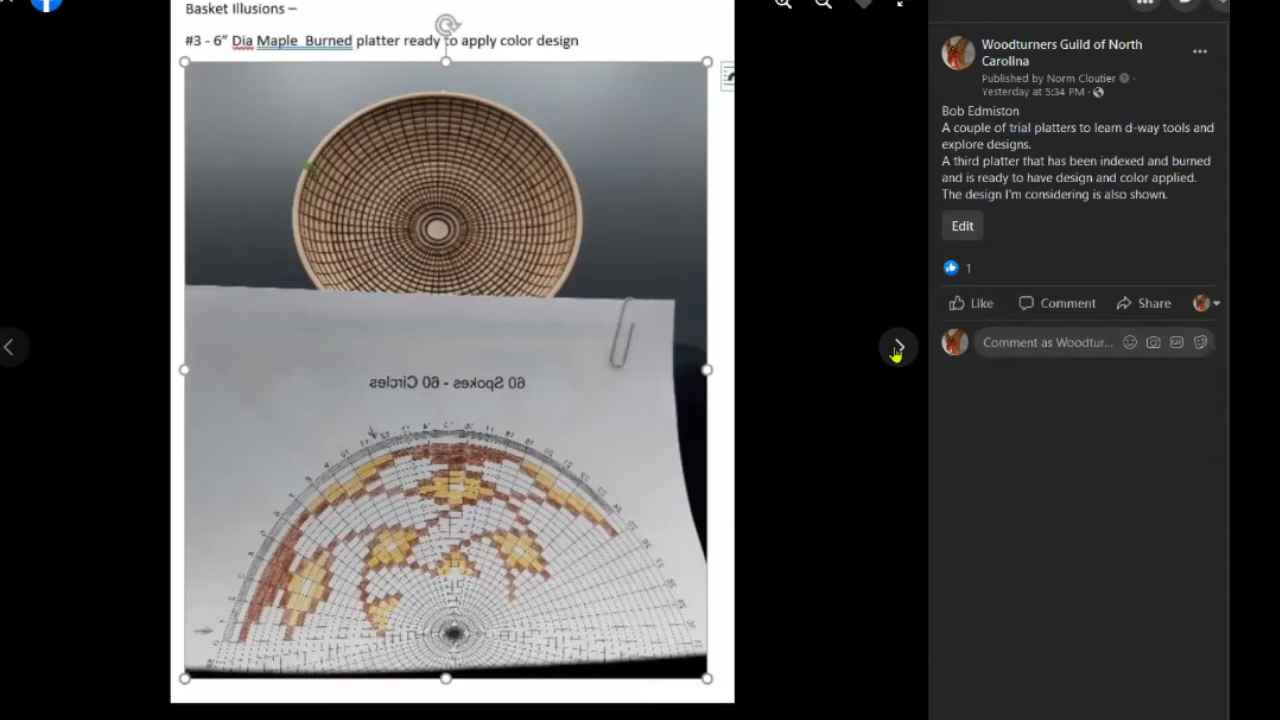 Basket Illusions –
#3 - 6" Dia Maple Burned platter ready to apply color design
60 Spokes - 60 Circles
Woodturners Guild of North
Carolina
Published by Norm Cloutier
Yesterday at 5:34 PM ·
Bob Edmiston
A couple of trial platters to learn d-way tools and
explore designs.
A third platter that has been indexed and burned
and is ready to have design and color applied.
The design I'm considering is also shown.
Edit
1
Like Comment Share
Comment as Woodtur...